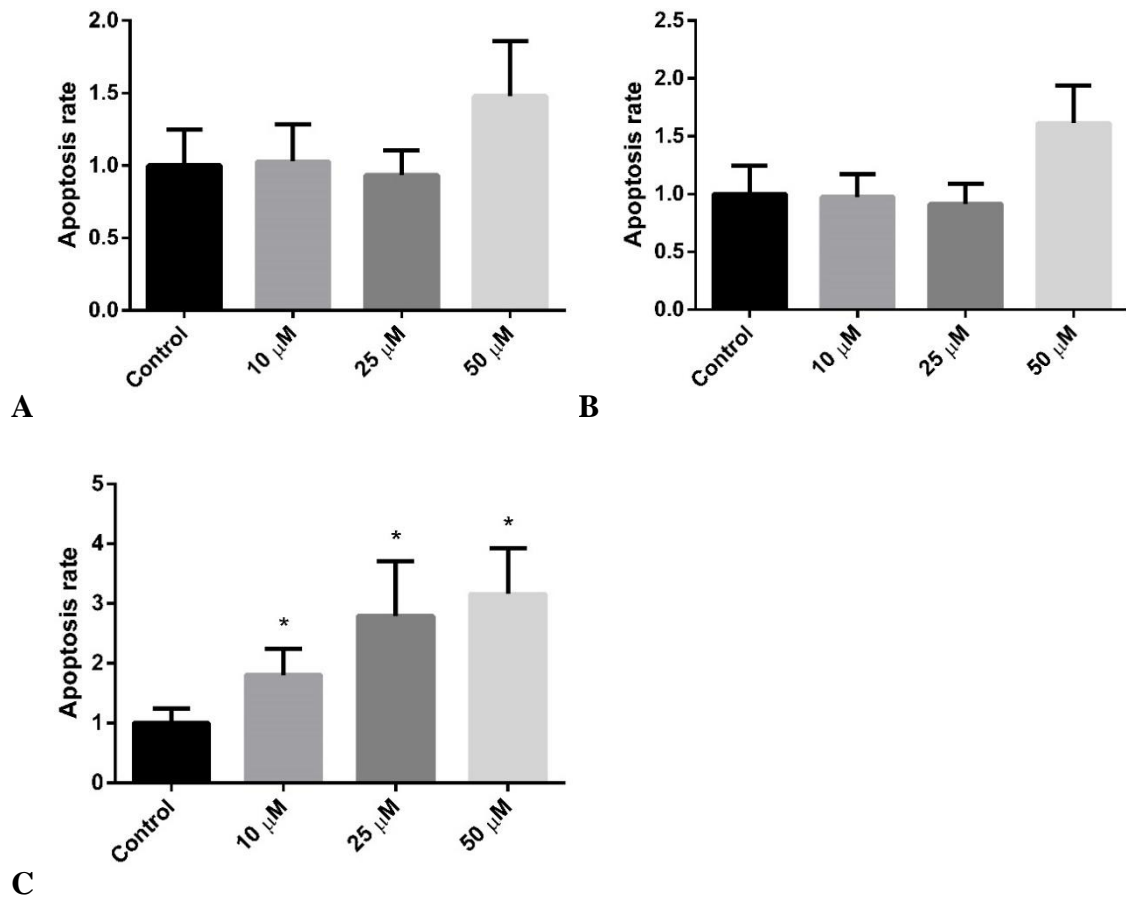 2.0
1.5
1.0
0.5
0.0
Apoptosis rate
Control
10 μM
25 μM
50 μM
A
2.5
2.0
1.5
1.0
0.5
0.0
Apoptosis rate
Control
10 μM
25 μM
50 μM
B
5
4
3
2
1
0
Apoptosis rate
*
*
*
Control
10 μM
25 μM
50 μM
C